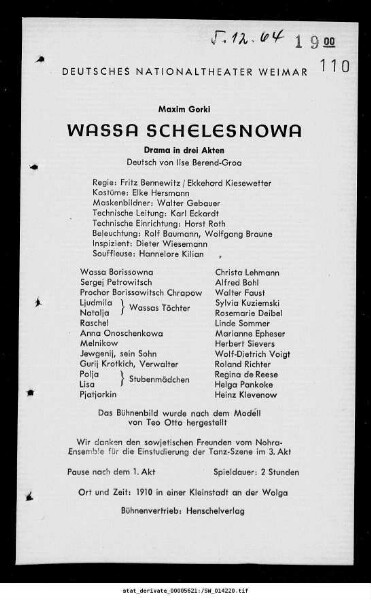 5.12.64 19 00
DEUTSCHES NATIONALTHEATER WEIMAR 110
Maxim Gorki
WASSA SCHELESNOWA
Drama in drei Akten
Deutsch von Ilse Berend-Groa
Regie: Fritz Bennewitz / Ekkehard Kiesewetter
Kostüme: Elke Hersmann
Maskenbildner: Walter Gebauer
Technische Leitung: Karl Eckardt
Technische Einrichtung: Horst Roth
Beleuchtung: Rolf Baumann, Wolfgang Braune
Inspizient: Dieter Wiesemann
Souffleuse: Hannelore Kilian
Wassa Borissowna Christa Lehmann
Sergej Petrowitsch Alfred Bohl
Prochor Borissowitsch Chrapow Walter Faust
Ljudmila } Wassas Töchter Sylvia Kuziemski
Natalja Rosemarie Deibel
Raschel Linde Sommer
Anna Onoschenkowa Marianne Epheser
Melnikow Herbert Sievers
Jewgenij, sein Sohn Wolf-Dietrich Voigt
Gurij Krotkich, Verwalter Roland Richter
Polja } Stubenmädchen Regina de Reese
Lisa Helga Pankoke
Pjatjorkin Heinz Klevenow
Das Bühnenbild wurde nach dem Modell
von Teo Otto hergestellt
Wir danken den sowjetischen Freunden vom Nohra-
Ensemble für die Einstudierung der Tanz-Szene im 3. Akt
Pause nach dem 1. Akt Spieldauer: 2 Stunden
Ort und Zeit: 1910 in einer Kleinstadt an der Wolga
Bühnenvertrieb: Henschelverlag
stat_derivate_00005621:/SW_014220.tif